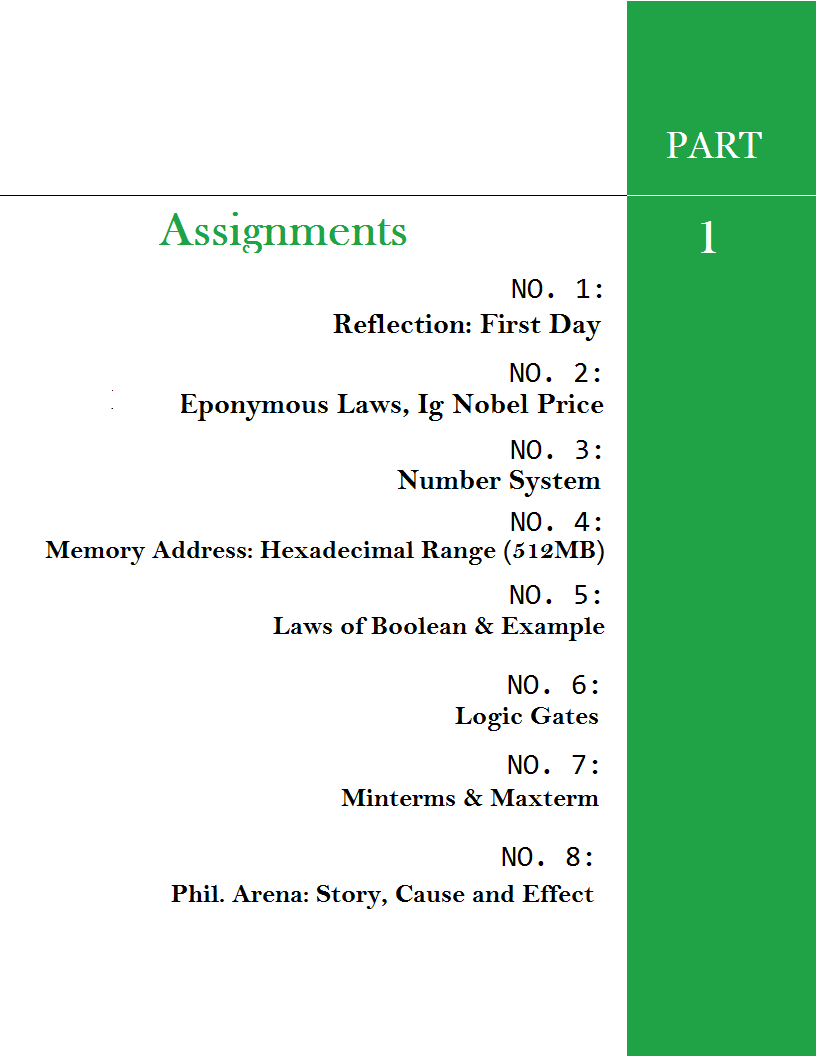 PART
1
Assignments
NO. 1:
Reflection: First Day
NO. 2:
Eponymous Laws, Ig Nobel Price
NO. 3:
Number System
NO. 4:
Memory Address: Hexadecimal Range (512MB)
NO. 5:
Laws of Boolean & Example
NO. 6:
Logic Gates
NO. 7:
Minterms & Maxterm
NO. 8:
Phil. Arena: Story, Cause and Effect